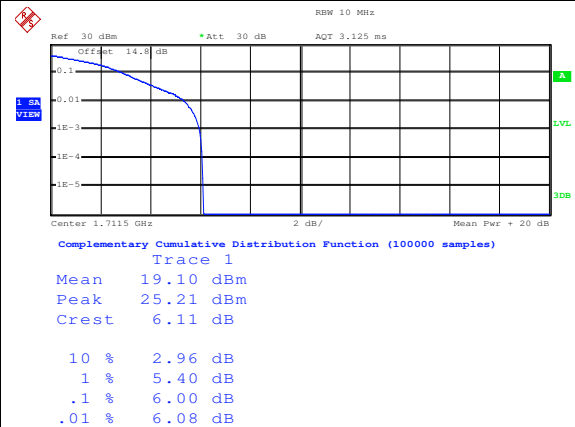 R S
RBW 10 MHz
Ref 30 dBm *Att 30 dB AQT 3.125 ms
Offset 14.8 dB
0.1
A
0.01
1 SA
VIEW
1E-3
LVL
1E-4
1E-5
3DB
Center 1.7115 GHz 2 dB/ Mean Pwr + 20 dB
Complementary Cumulative Distribution Function (100000 samples)
Trace 1
Mean 19.10 dBm
Peak 25.21 dBm
Crest 6.11 dB
10 % 2.96 dB
1 % 5.40 dB
.1 % 6.00 dB
.01 % 6.08 dB